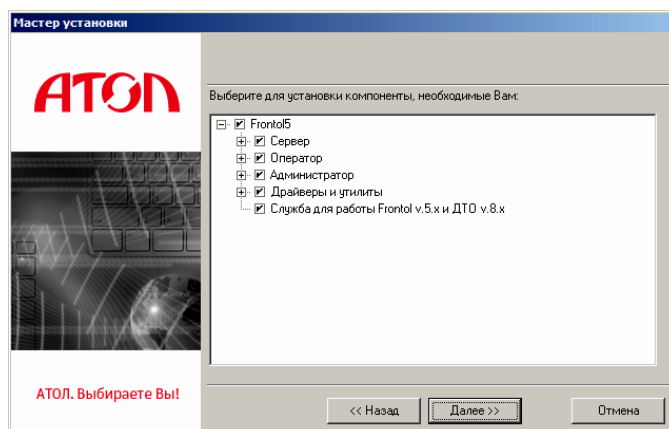 Мастер установки
АТОЛ
Выберите для установки компоненты, необходимые Вам:
Frontol5
Сервер
Оператор
Администратор
Драйверы и утилиты
Служба для работы Frontol v.5.x и ДТО v.8.x
АТОЛ. Выбираете Вы!
<< Назад
Далее >>
Отмена